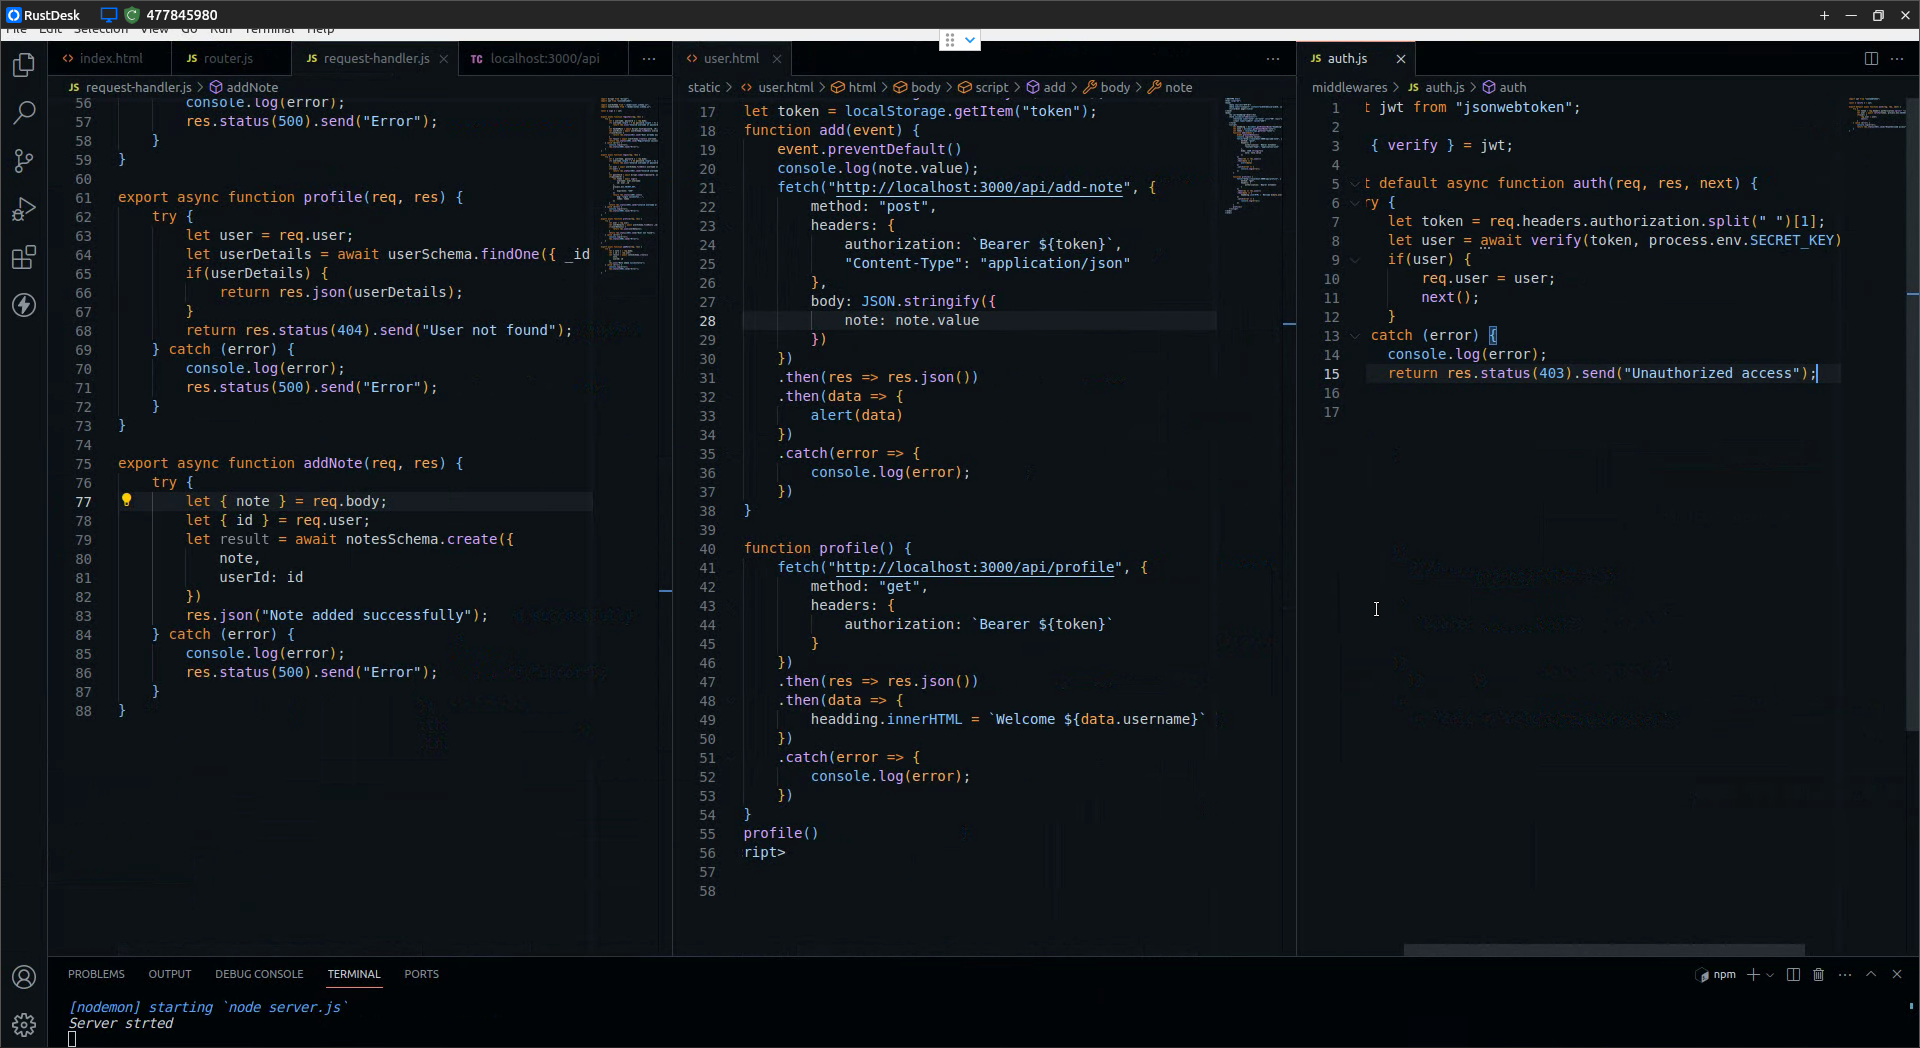 RustDesk 477845980
File Edit Selection View Go Run Terminal Help
index.html router.js request-handler.js localhost:3000/api
request-handler.js > addNote
56 console.log(error);
57 res.status(500).send("Error");
58 }
59 }
60
61 export async function profile(req, res) {
62 try {
63 let user = req.user;
64 let userDetails = await userSchema.findOne({ _id
65 if(userDetails) {
66 return res.json(userDetails);
67 }
68 return res.status(404).send("User not found");
69 } catch (error) {
70 console.log(error);
71 res.status(500).send("Error");
72 }
73 }
74
75 export async function addNote(req, res) {
76 try {
77 let { note } = req.body;
78 let { id } = req.user;
79 let result = await notesSchema.create({
80 note,
81 userId: id
82 })
83 res.json("Note added successfully");
84 } catch (error) {
85 console.log(error);
86 res.status(500).send("Error");
87 }
88 }
user.html
static > user.html > html > body > script > add > body > note
17 let token = localStorage.getItem("token");
18 function add(event) {
19 event.preventDefault()
20 console.log(note.value);
21 fetch("http://localhost:3000/api/add-note", {
22 method: "post",
23 headers: {
24 authorization: `Bearer ${token}`,
25 "Content-Type": "application/json"
26 },
27 body: JSON.stringify({
28 note: note.value
29 })
30 })
31 .then(res => res.json())
32 .then(data => {
33 alert(data)
34 })
35 .catch(error => {
36 console.log(error);
37 })
38 }
39
40 function profile() {
41 fetch("http://localhost:3000/api/profile", {
42 method: "get",
43 headers: {
44 authorization: `Bearer ${token}`
45 }
46 })
47 .then(res => res.json())
48 .then(data => {
49 headding.innerHTML = `Welcome ${data.username}`
50 })
51 .catch(error => {
52 console.log(error);
53 })
54 }
55 profile()
56 ript>
57
58
auth.js
middlewares > auth.js > auth
1 t jwt from "jsonwebtoken";
2
3 { verify } = jwt;
4
5 t default async function auth(req, res, next) {
6 ry {
7 let token = req.headers.authorization.split(" ")[1];
8 let user = await verify(token, process.env.SECRET_KEY)
9 if(user) {
10 req.user = user;
11 next();
12 }
13 catch (error) {
14 console.log(error);
15 return res.status(403).send("Unauthorized access");
16
17
PROBLEMS OUTPUT DEBUG CONSOLE TERMINAL PORTS
npm
[nodemon] starting `node server.js`
Server strted